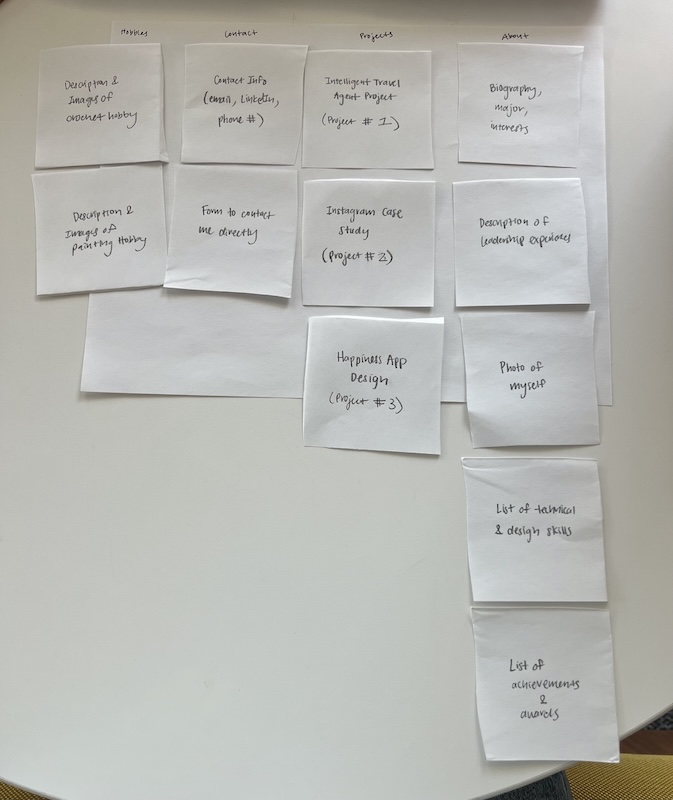 Hobbies
Contact
Projects
About
Description &
Images of
crochet hobby
Contact Info
(email, LinkedIn,
phone #)
Intelligent Travel
Agent Project
(Project # 1)
Biography,
major,
interests
Description &
Images of
painting Hobby
Form to contact
me directly
Instagram Case
study
(Project # 2)
Description of
leadership experiences
Happiness App
Design
(Project # 3)
Photo of
myself
List of technical
& design skills
List of
achievements
&
awards